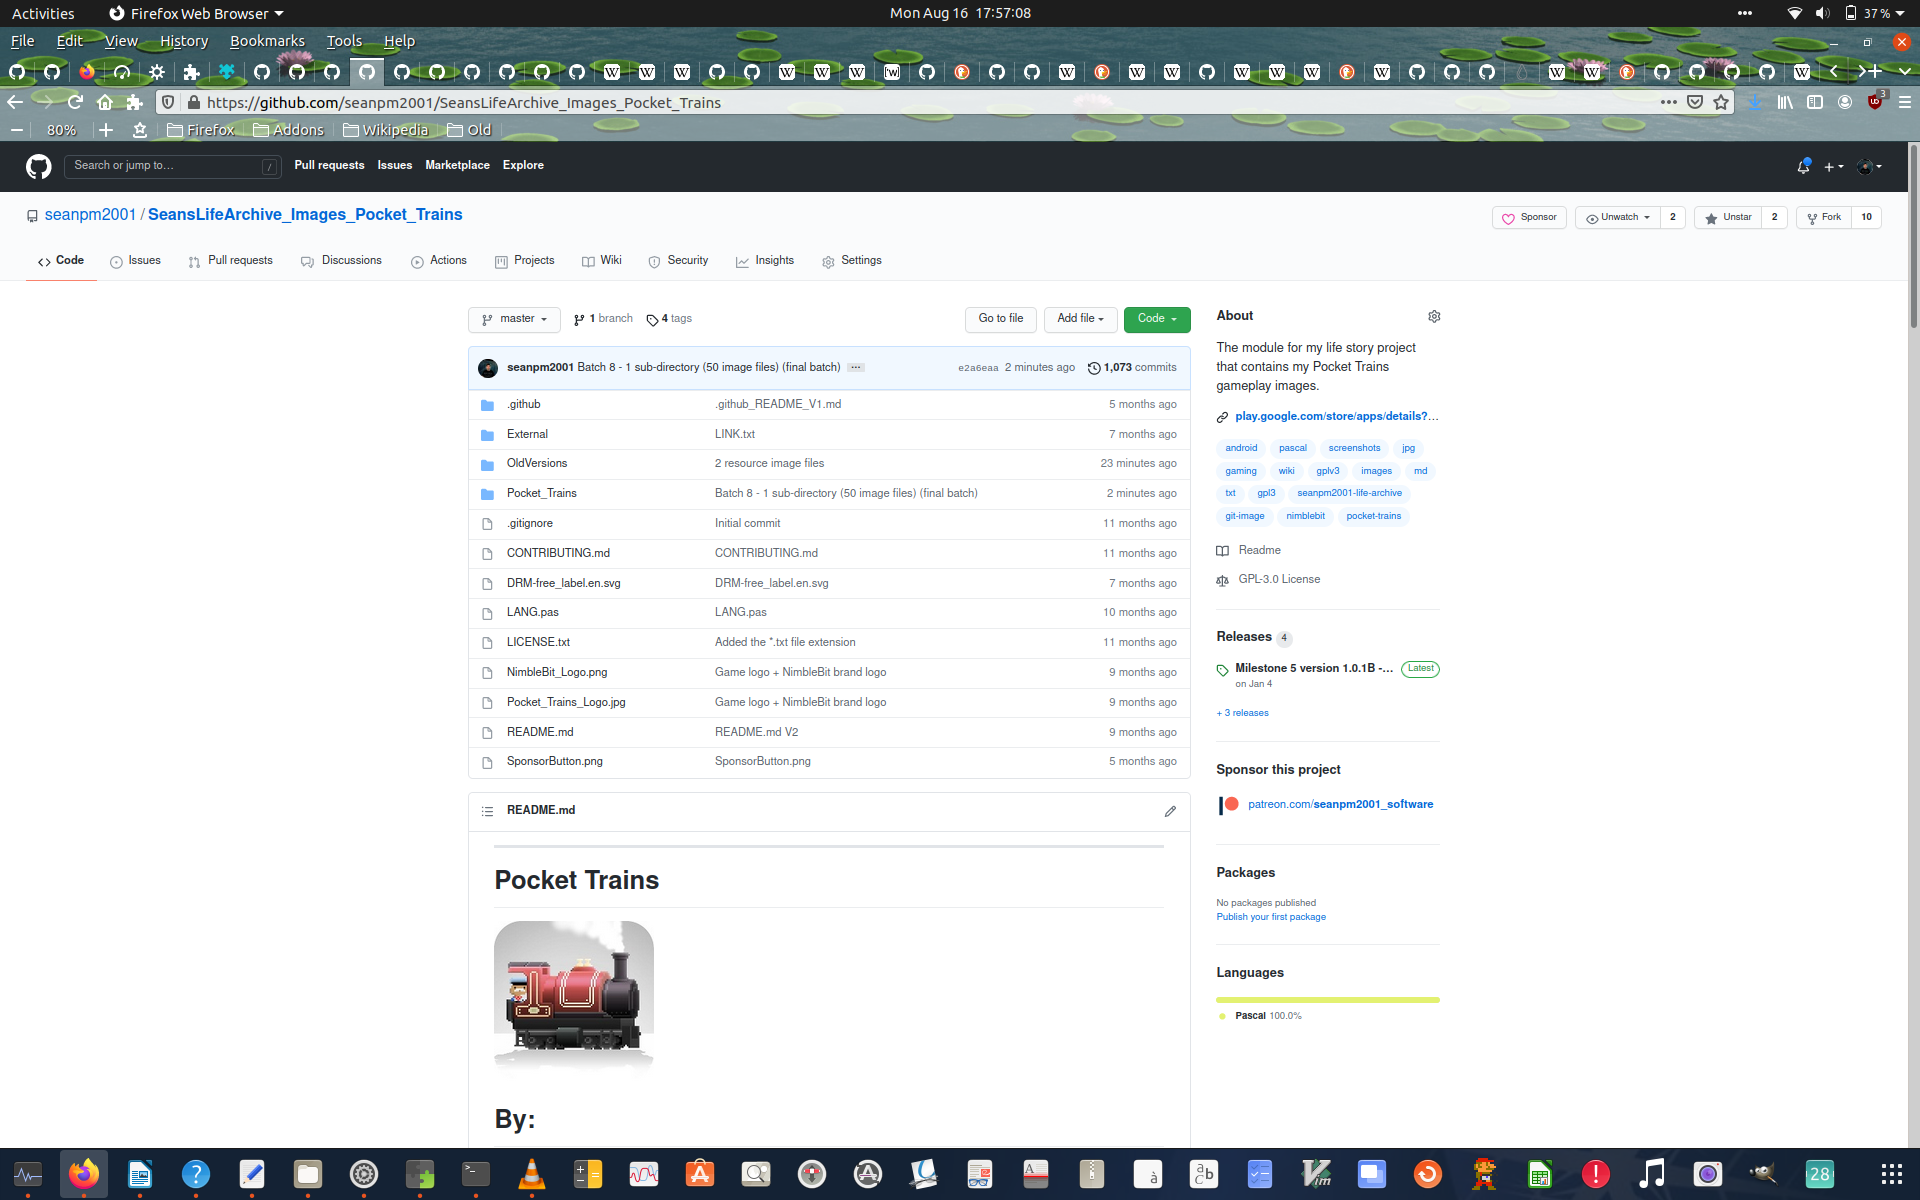 Activities Firefox Web Browser Mon Aug 16 17:57:08 37 %
File Edit View History Bookmarks Tools Help
https://github.com/seanpm2001/SeansLifeArchive_Images_Pocket_Trains 3
80% Firefox Addons Wikipedia Old
Search or jump to... / Pull requests Issues Marketplace Explore
seanpm2001 / SeansLifeArchive_Images_Pocket_Trains Sponsor Unwatch 2 Unstar 2 Fork 10
Code Issues Pull requests Discussions Actions Projects Wiki Security Insights Settings
master 1 branch 4 tags Go to file Add file Code
seanpm2001 Batch 8 - 1 sub-directory (50 image files) (final batch) ... e2a6eaa 2 minutes ago 1,073 commits
.github .github_README_V1.md 5 months ago
External LINK.txt 7 months ago
OldVersions 2 resource image files 23 minutes ago
Pocket_Trains Batch 8 - 1 sub-directory (50 image files) (final batch) 2 minutes ago
.gitignore Initial commit 11 months ago
CONTRIBUTING.md CONTRIBUTING.md 11 months ago
DRM-free_label.en.svg DRM-free_label.en.svg 7 months ago
LANG.pas LANG.pas 10 months ago
LICENSE.txt Added the *.txt file extension 11 months ago
NimbleBit_Logo.png Game logo + NimbleBit brand logo 9 months ago
Pocket_Trains_Logo.jpg Game logo + NimbleBit brand logo 9 months ago
README.md README.md V2 9 months ago
SponsorButton.png SponsorButton.png 5 months ago
README.md
Pocket Trains
By:
About
The module for my life story project
that contains my Pocket Trains
gameplay images.
play.google.com/store/apps/details?...
android pascal screenshots jpg
gaming wiki gplv3 images md
txt gpl3 seanpm2001-life-archive
git-image nimblebit pocket-trains
Readme
GPL-3.0 License
Releases 4
Milestone 5 version 1.0.1B -... Latest
on Jan 4
+ 3 releases
Sponsor this project
patreon.com/seanpm2001_software
Packages
No packages published
Publish your first package
Languages
Pascal 100.0%
28